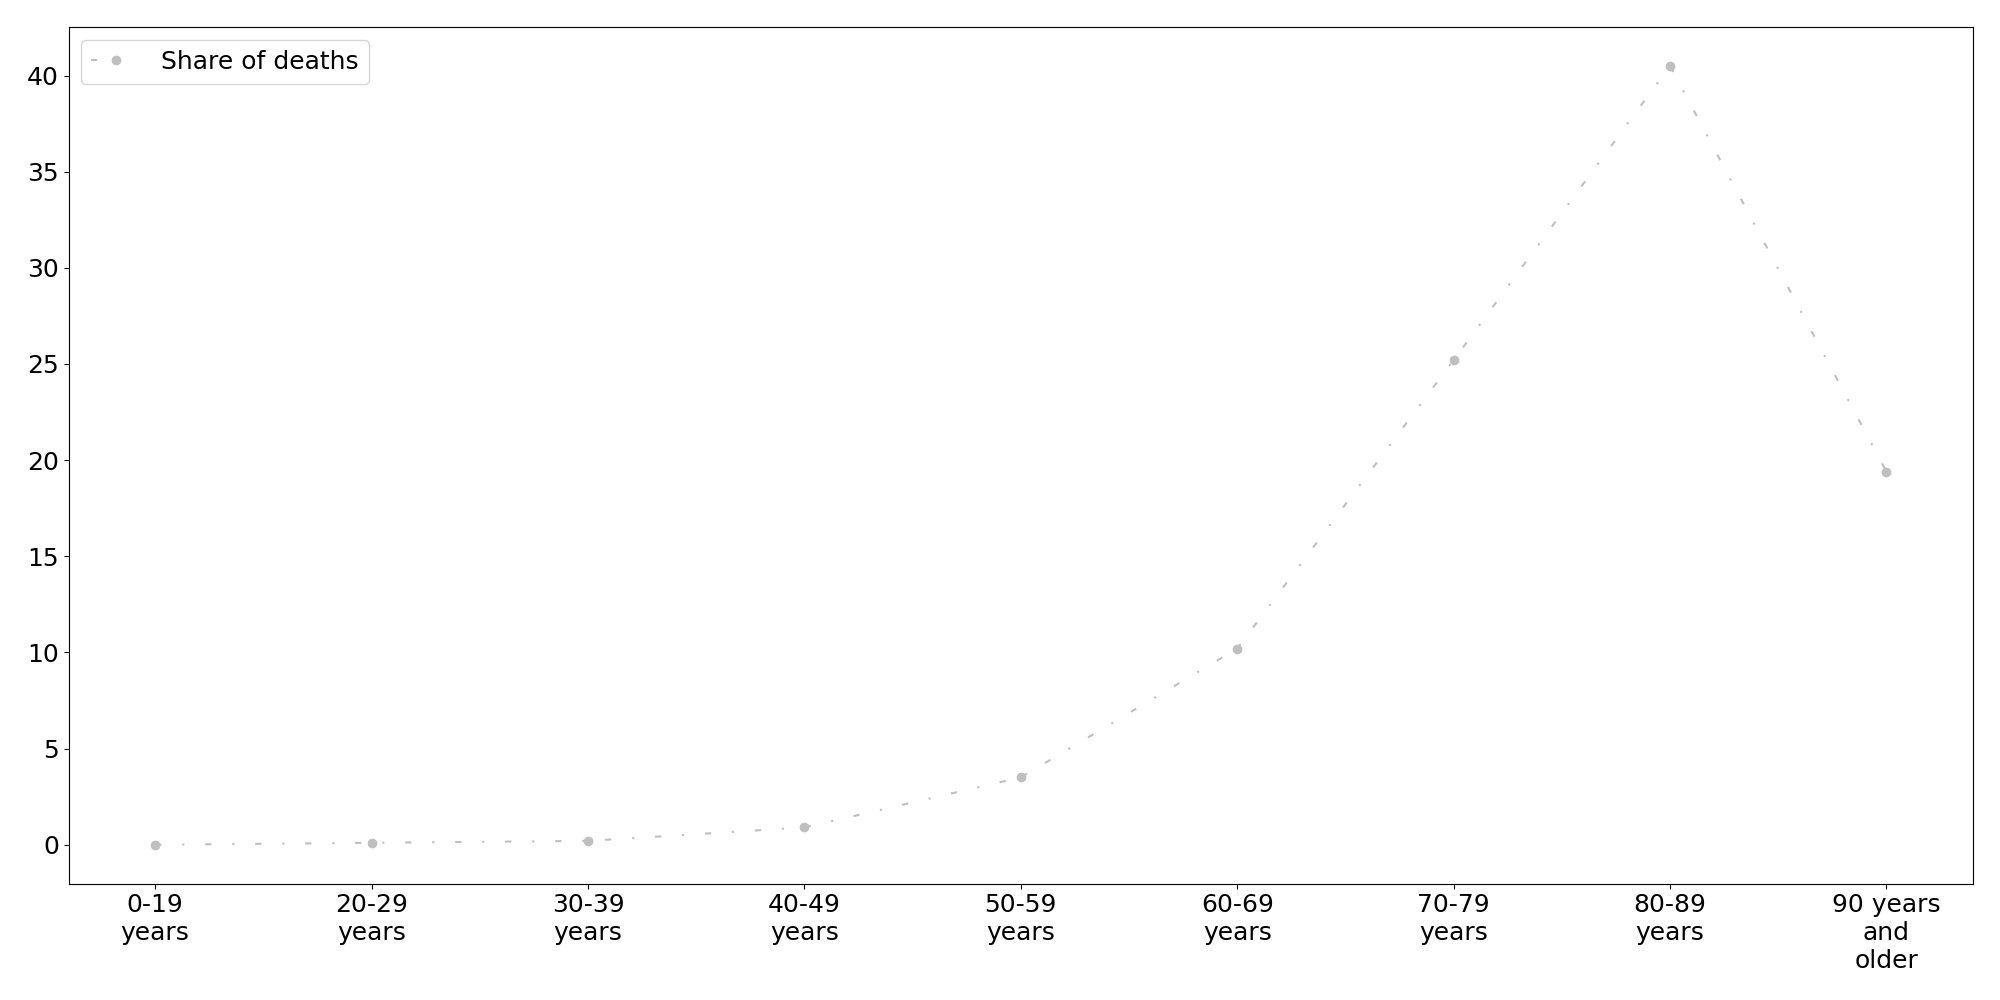 Share of deaths
40
35
30
25
20
15
10
5
0
0-19
years
20-29
years
30-39
years
40-49
years
50-59
years
60-69
years
70-79
years
80-89
years
90 years
and
older